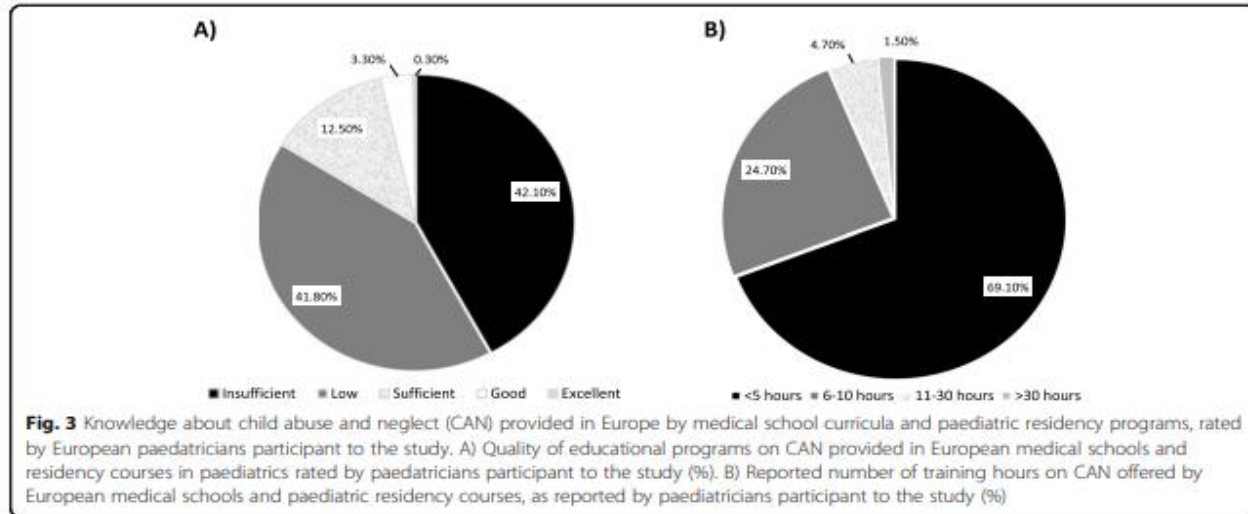 A)
3.30%
0.30%
12.50%
42.10%
41.80%
■ Insufficient ■ Low Sufficient Good ■ Excellent
B)
4.70%
1.50%
24.70%
69.10%
■ <5 hours ■ 6-10 hours 11-30 hours ■ >30 hours
Fig. 3 Knowledge about child abuse and neglect (CAN) provided in Europe by medical school curricula and paediatric residency programs, rated
by European paedatricians participant to the study. A) Quality of educational programs on CAN provided in European medical schools and
residency courses in paediatrics rated by paedatricians participant to the study (%). B) Reported number of training hours on CAN offered by
European medical schools and paediatric residency courses, as reported by paediatricians participant to the study (%)